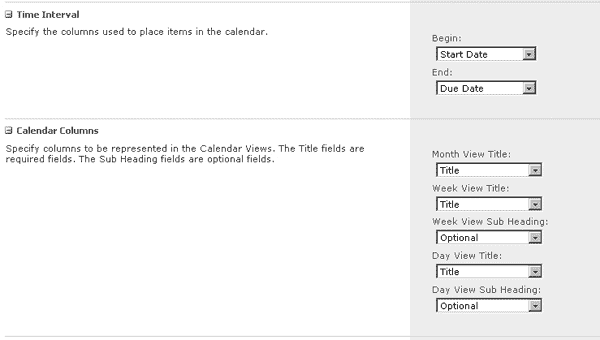 Time Interval
Specify the columns used to place items in the calendar.
Begin:
Start Date
End:
Due Date
Calendar Columns
Specify columns to be represented in the Calendar Views. The Title fields are
required fields. The Sub Heading fields are optional fields.
Month View Title:
Title
Week View Title:
Title
Week View Sub Heading:
Optional
Day View Title:
Title
Day View Sub Heading:
Optional